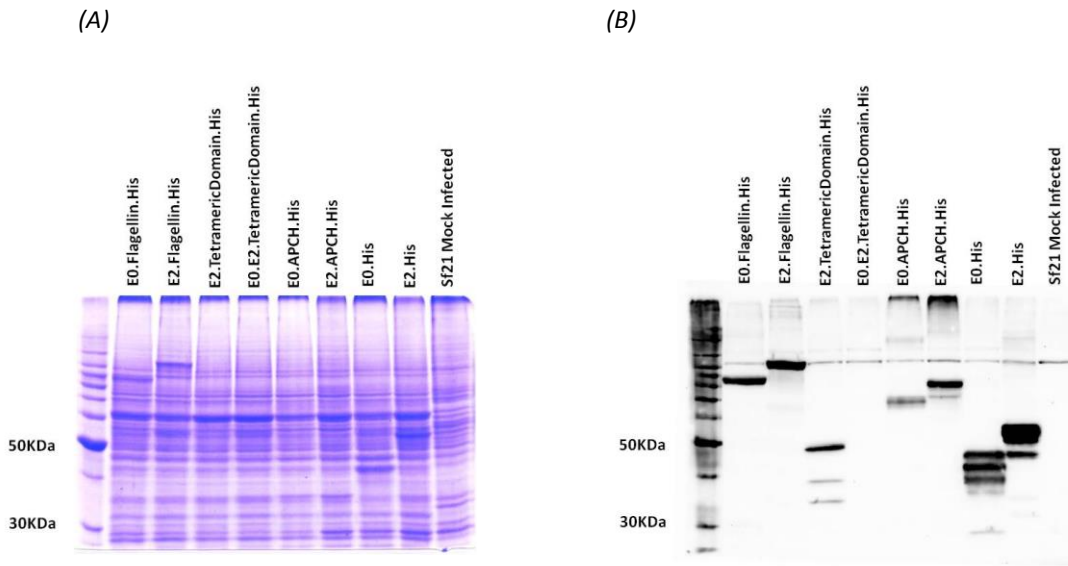 (A)
(B)
E0.Flagellin.His
E2.Flagellin.His
E2.TetramericDomain.His
E0.E2.TetramericDomain.His
E0.APCH.His
E2.APCH.His
E0.His
E2.His
Sf21 Mock Infected
50KDa
30KDa
E0.Flagellin.His
E2.Flagellin.His
E2.TetramericDomain.His
E0.E2.TetramericDomain.His
E0.APCH.His
E2.APCH.His
E0.His
E2.His
Sf21 Mock Infected
50KDa
30KDa